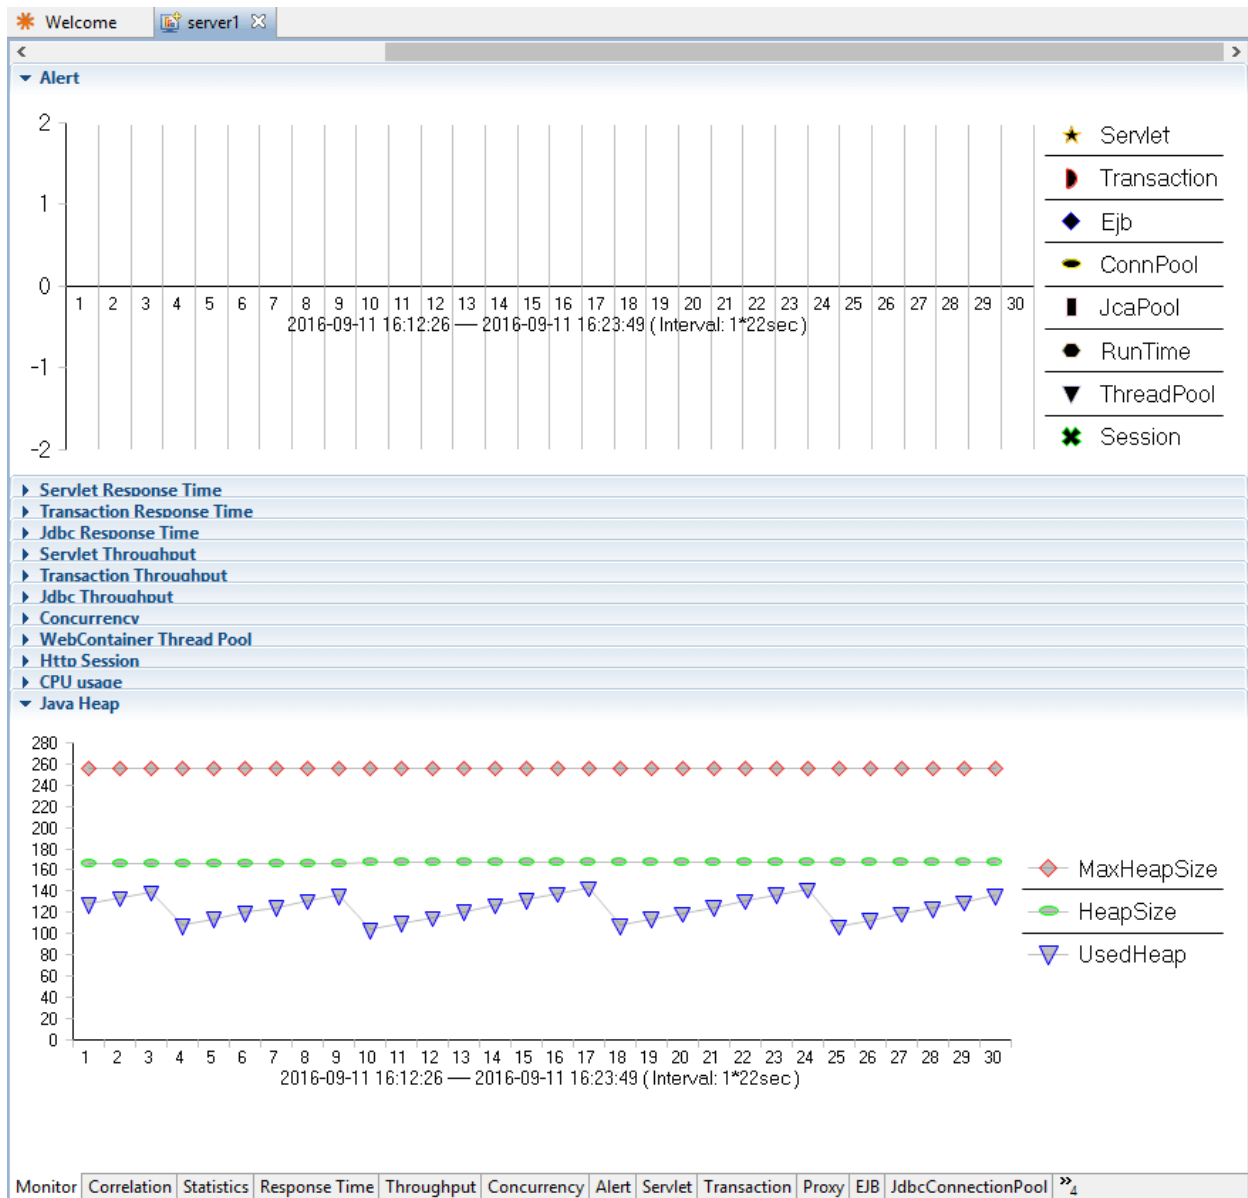 Welcome server1
Alert
2
1
0
-1
-2
1 2 3 4 5 6 7 8 9 10 11 12 13 14 15 16 17 18 19 20 21 22 23 24 25 26 27 28 29 30
2016-09-11 16:12:26 — 2016-09-11 16:23:49 ( Interval: 1*22sec )
Servlet
Transaction
Ejb
ConnPool
JcaPool
RunTime
ThreadPool
Session
Servlet Response Time
Transaction Response Time
Jdbc Response Time
Servlet Throughput
Transaction Throughput
Jdbc Throughput
Concurrency
WebContainer Thread Pool
Http Session
CPU usage
Java Heap
280
260
240
220
200
180
160
140
120
100
80
60
40
20
0
1 2 3 4 5 6 7 8 9 10 11 12 13 14 15 16 17 18 19 20 21 22 23 24 25 26 27 28 29 30
2016-09-11 16:12:26 — 2016-09-11 16:23:49 ( Interval: 1*22sec )
MaxHeapSize
HeapSize
UsedHeap
Monitor Correlation Statistics Response Time Throughput Concurrency Alert Servlet Transaction Proxy EJB JdbcConnectionPool »4